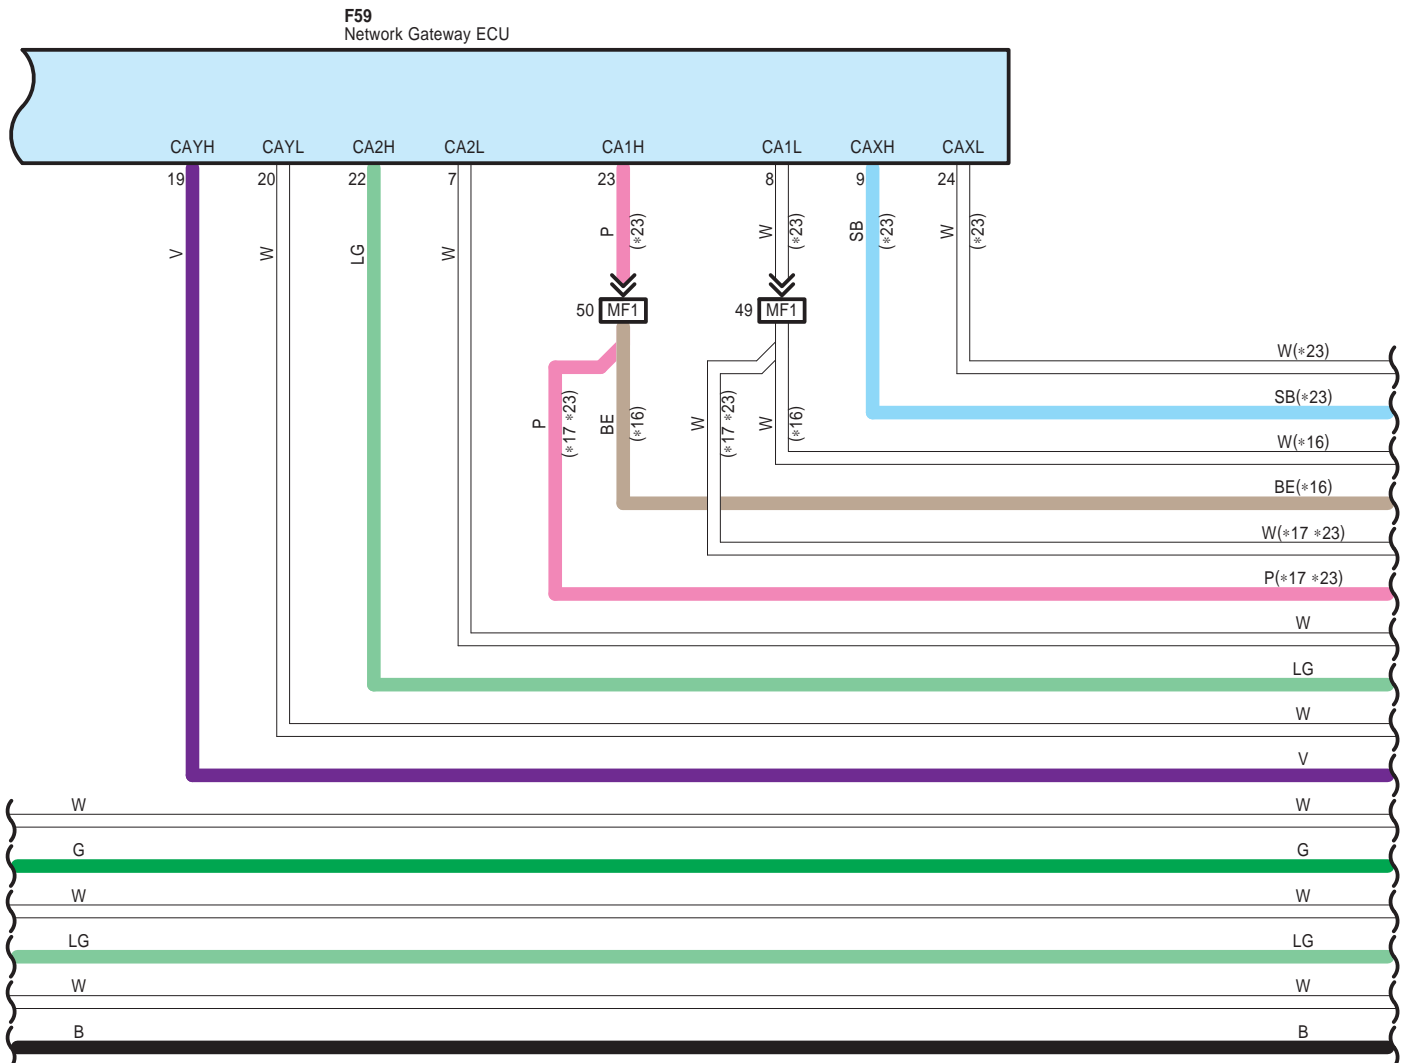 F59
Network Gateway ECU
CAYH CAYL CA2H CA2L CA1H CA1L CAXH CAXL
19 20 22 7 23 8 9 24
V W LG W P (*23) W (*23) SB (*23) W (*23)
50 MF1 49 MF1
W(*23)
SB(*23)
P (*17 *23) BE (*16) W (*17 *23) W (*16)
W(*16)
BE(*16)
W(*17 *23)
P(*17 *23)
W
LG
W
V
W W
G G
W W
LG LG
W W
B B